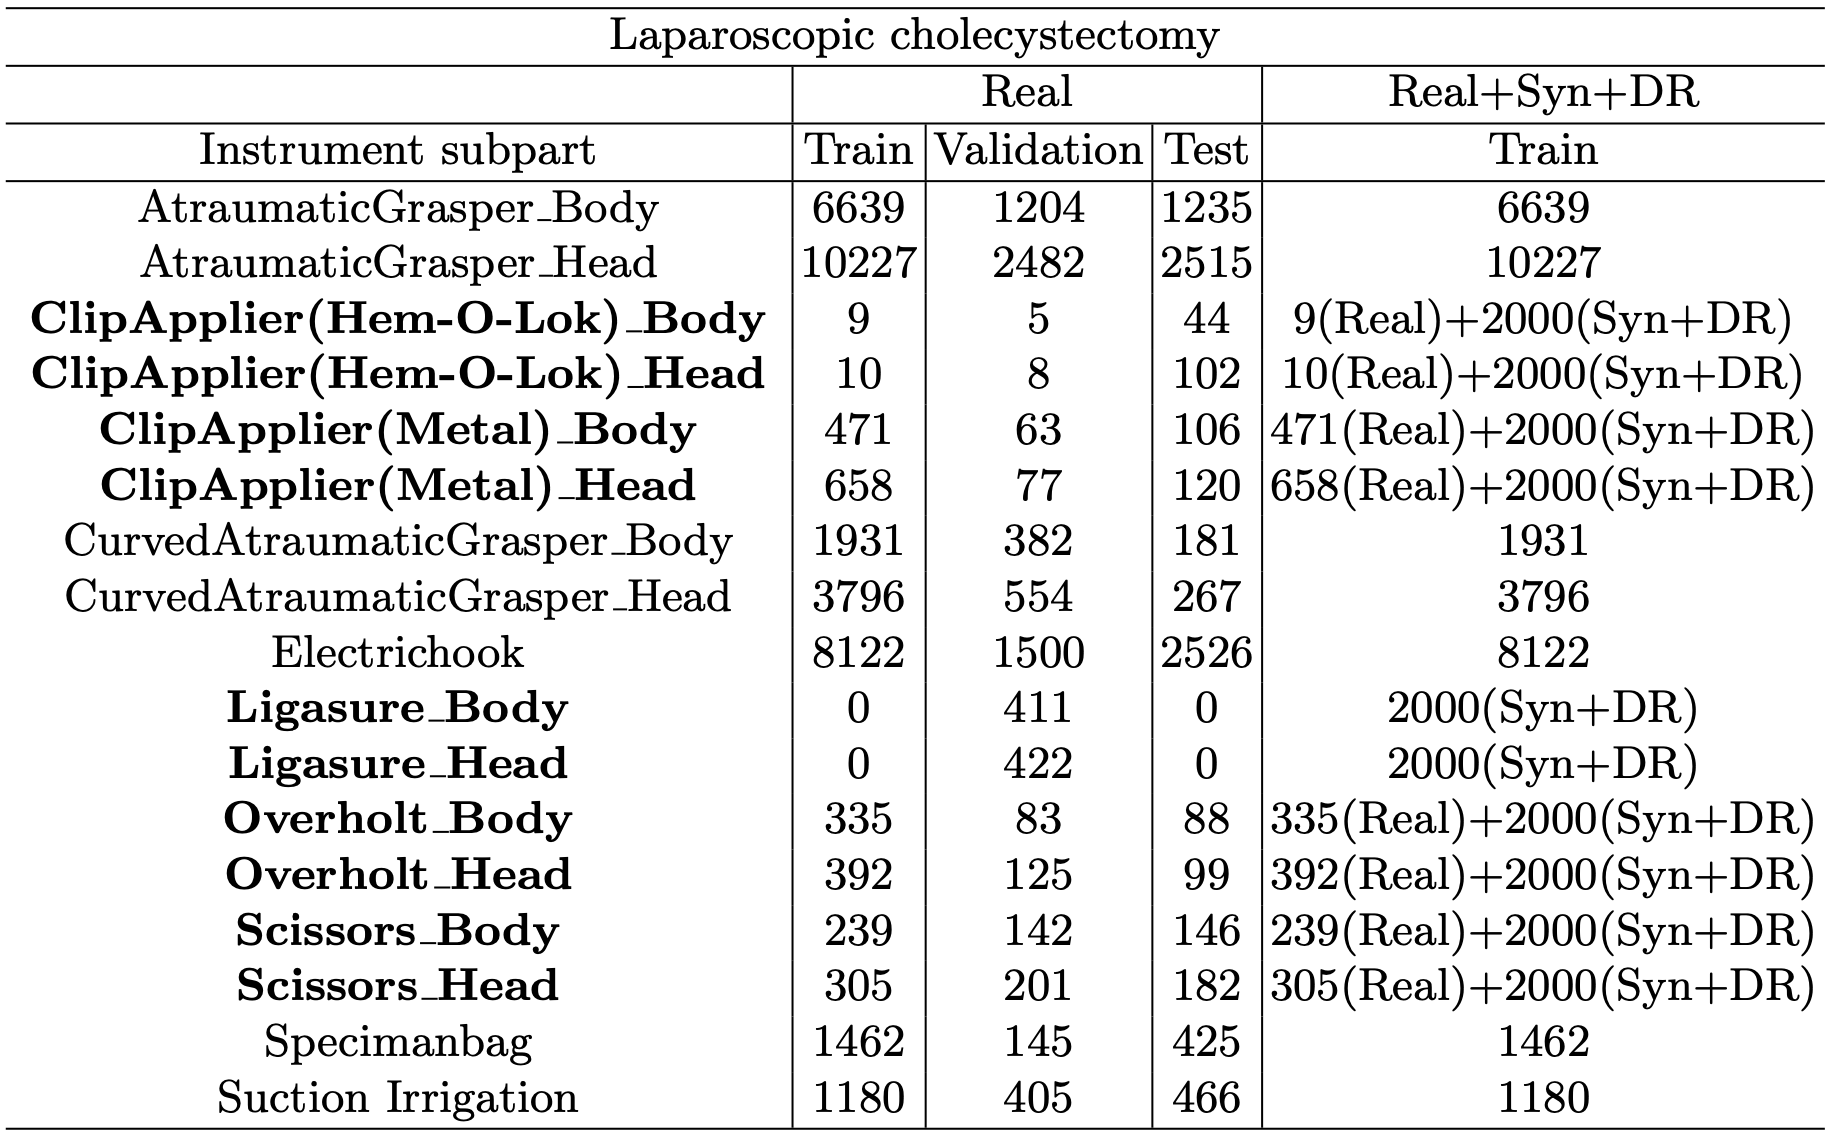 Laparoscopic cholecystectomy
Real Real+Syn+DR
Instrument subpart Train Validation Test Train
AtraumaticGrasper_Body 6639 1204 1235 6639
AtraumaticGrasper_Head 10227 2482 2515 10227
ClipApplier(Hem-O-Lok)_Body 9 5 44 9(Real)+2000(Syn+DR)
ClipApplier(Hem-O-Lok)_Head 10 8 102 10(Real)+2000(Syn+DR)
ClipApplier(Metal)_Body 471 63 106 471(Real)+2000(Syn+DR)
ClipApplier(Metal)_Head 658 77 120 658(Real)+2000(Syn+DR)
CurvedAtraumaticGrasper_Body 1931 382 181 1931
CurvedAtraumaticGrasper_Head 3796 554 267 3796
Electrichook 8122 1500 2526 8122
Ligasure_Body 0 411 0 2000(Syn+DR)
Ligasure_Head 0 422 0 2000(Syn+DR)
Overholt_Body 335 83 88 335(Real)+2000(Syn+DR)
Overholt_Head 392 125 99 392(Real)+2000(Syn+DR)
Scissors_Body 239 142 146 239(Real)+2000(Syn+DR)
Scissors_Head 305 201 182 305(Real)+2000(Syn+DR)
Specimanbag 1462 145 425 1462
Suction Irrigation 1180 405 466 1180